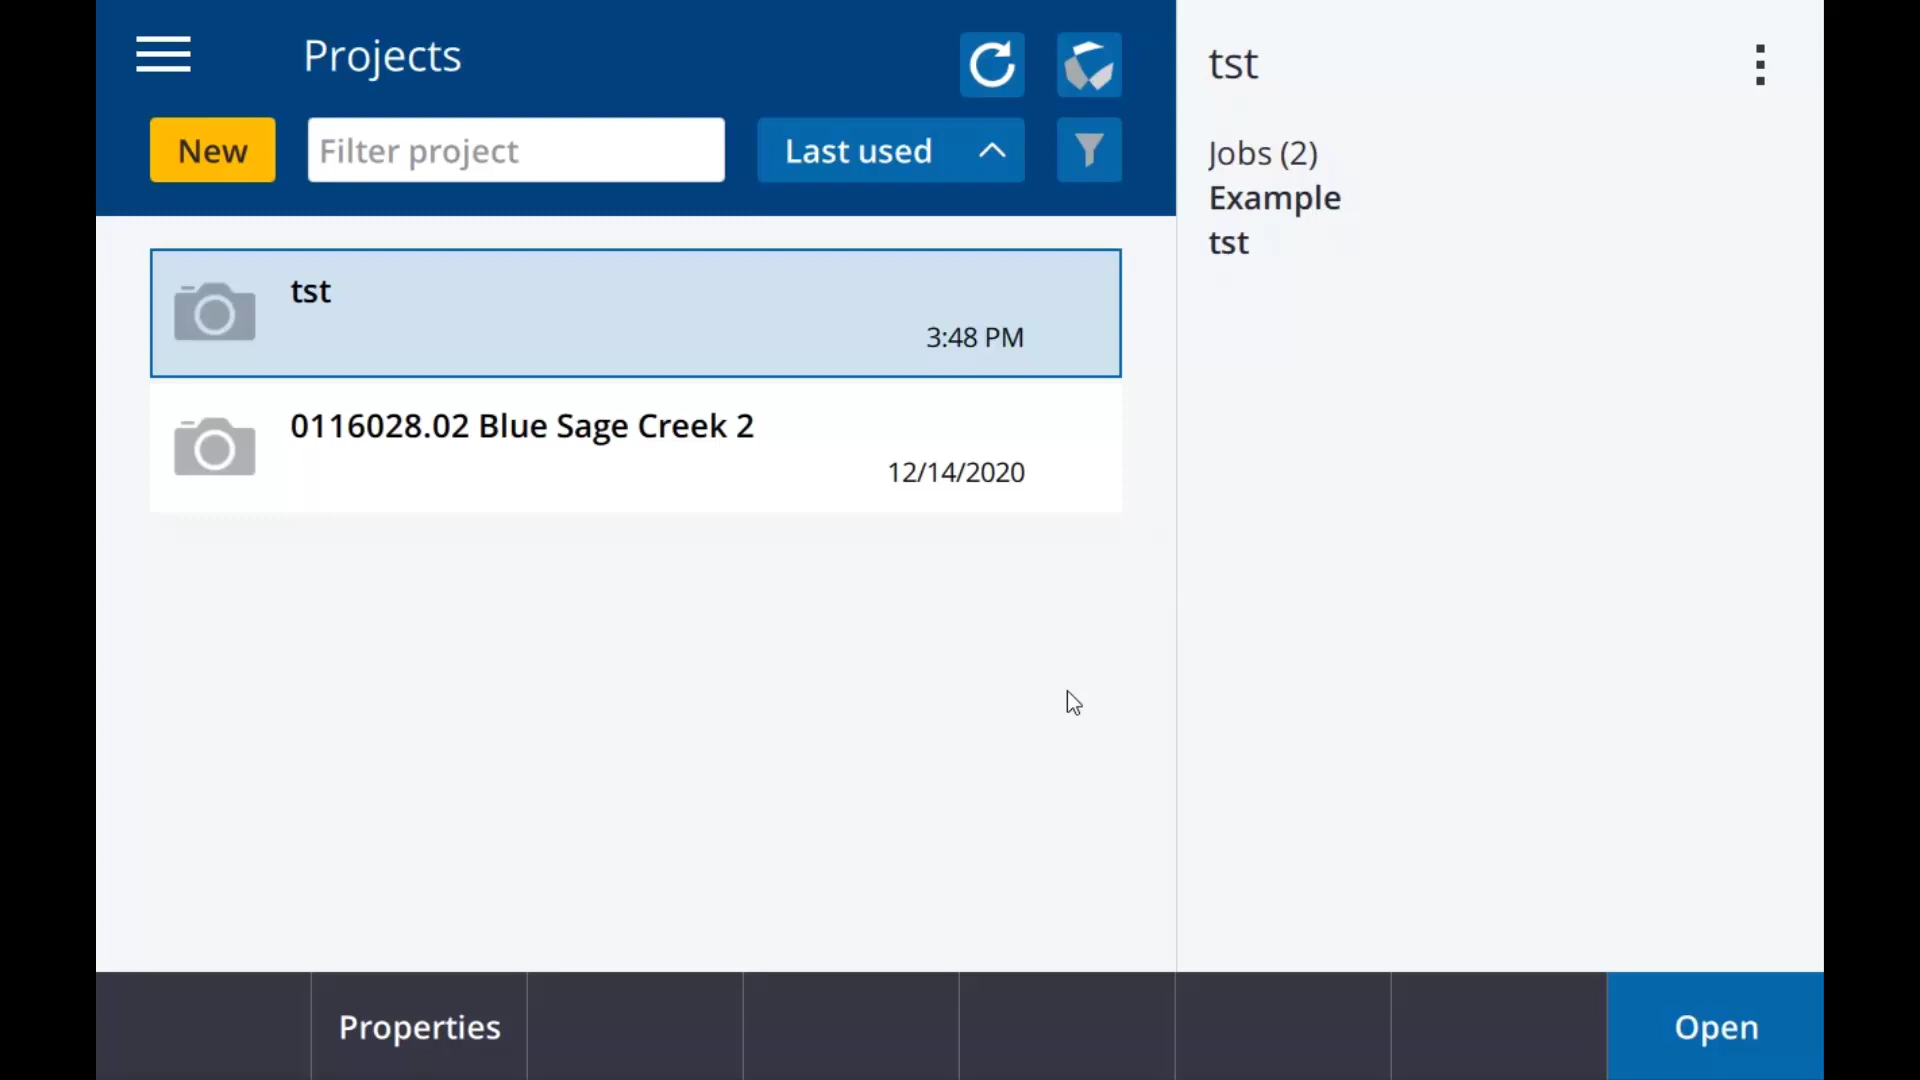 Projects
New
Filter project
Last used
tst
3:48 PM
0116028.02 Blue Sage Creek 2
12/14/2020
tst
Jobs (2)
Example
tst
Properties
Open